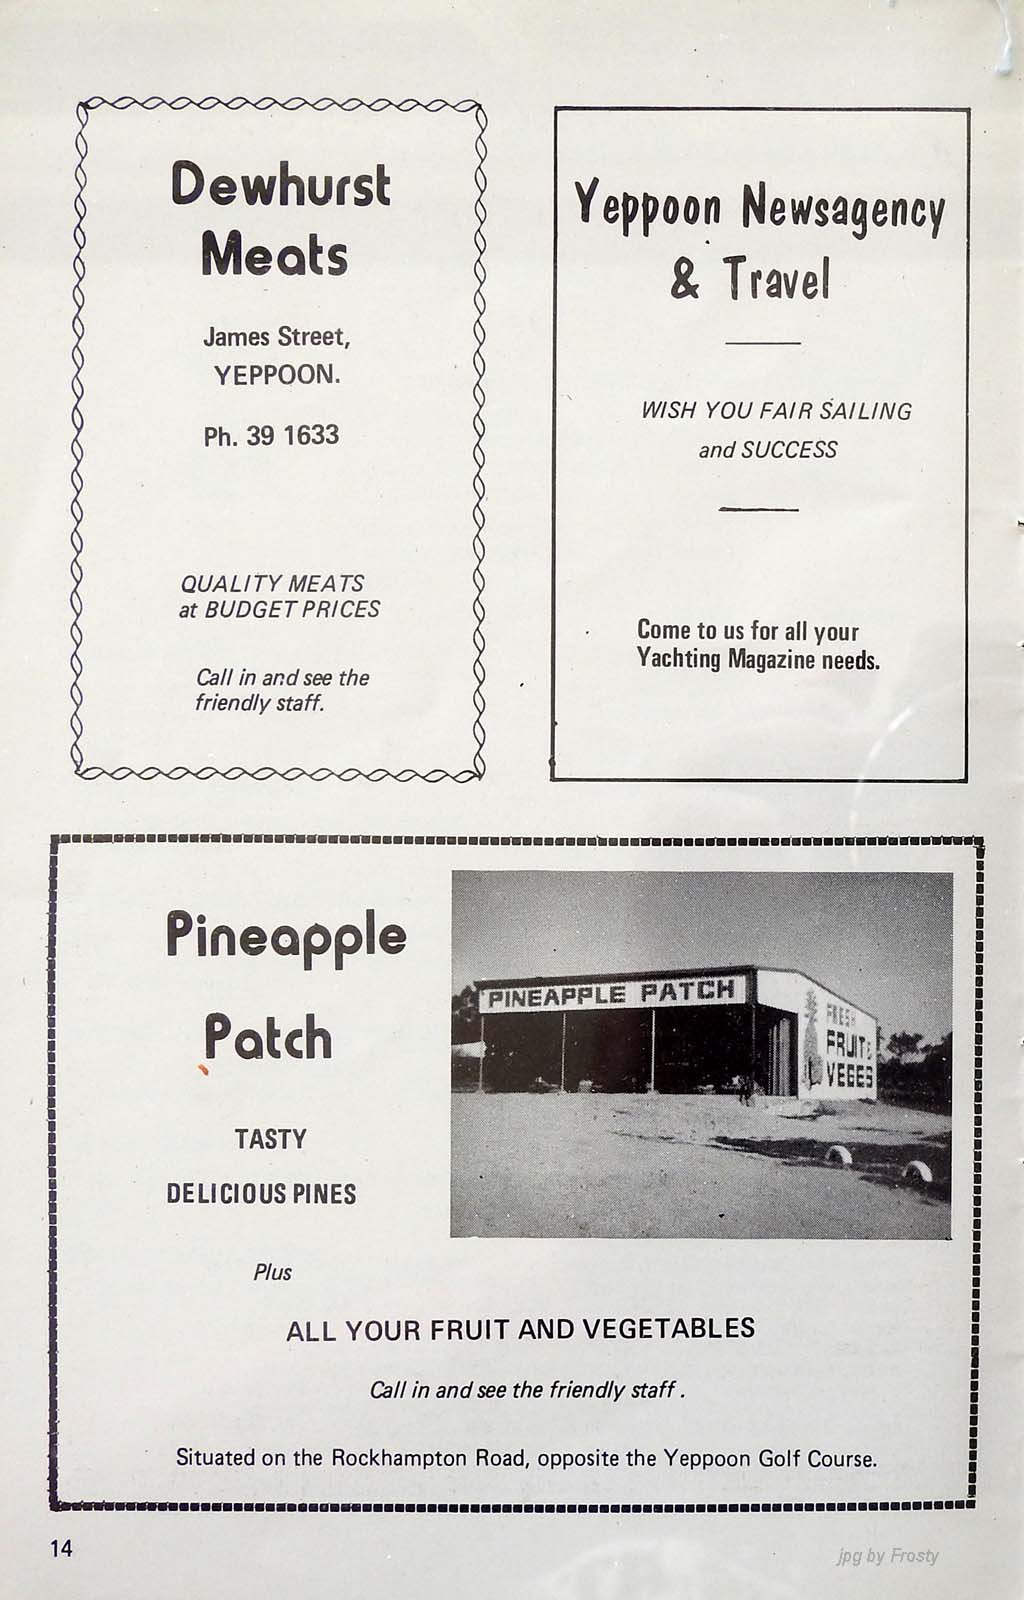 Dewhurst
Meats
James Street,
YEPPOON.
Ph. 39 1633
QUALITY MEATS
at BUDGET PRICES
Call in and see the
friendly staff.
Yeppoon Newsagency
& Travel
WISH YOU FAIR SAILING
and SUCCESS
Come to us for all your
Yachting Magazine needs.
Pineapple
Patch
TASTY
DELICIOUS PINES
Plus
PINEAPPLE PATCH
FRESH
FRUIT &
VEGES
ALL YOUR FRUIT AND VEGETABLES
Call in and see the friendly staff.
Situated on the Rockhampton Road, opposite the Yeppoon Golf Course.
14
jpg by Frosty